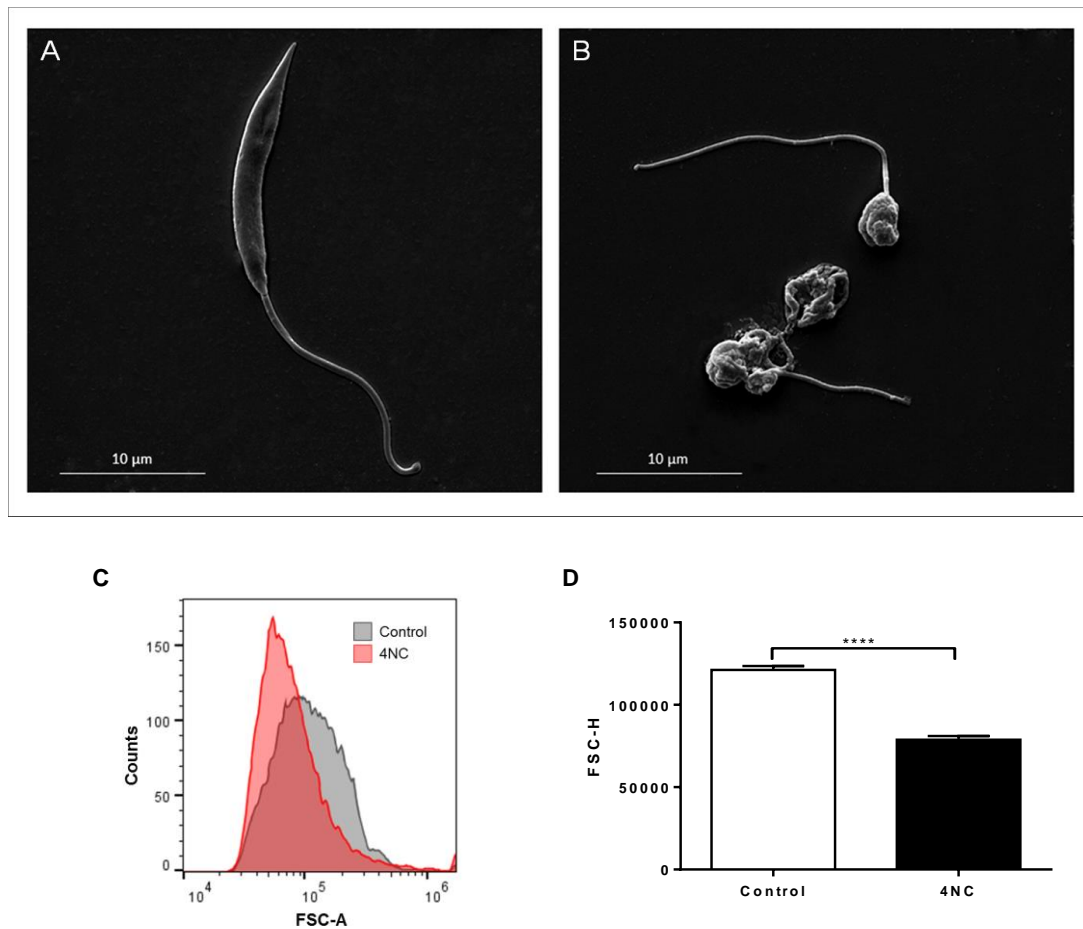 A
B
10 µm
10 µm
C
D
Control
4NC
150
100
50
0
Counts
10^4
10^5
10^6
FSC-A
150000
100000
50000
0
FSC-H
****
Control
4NC